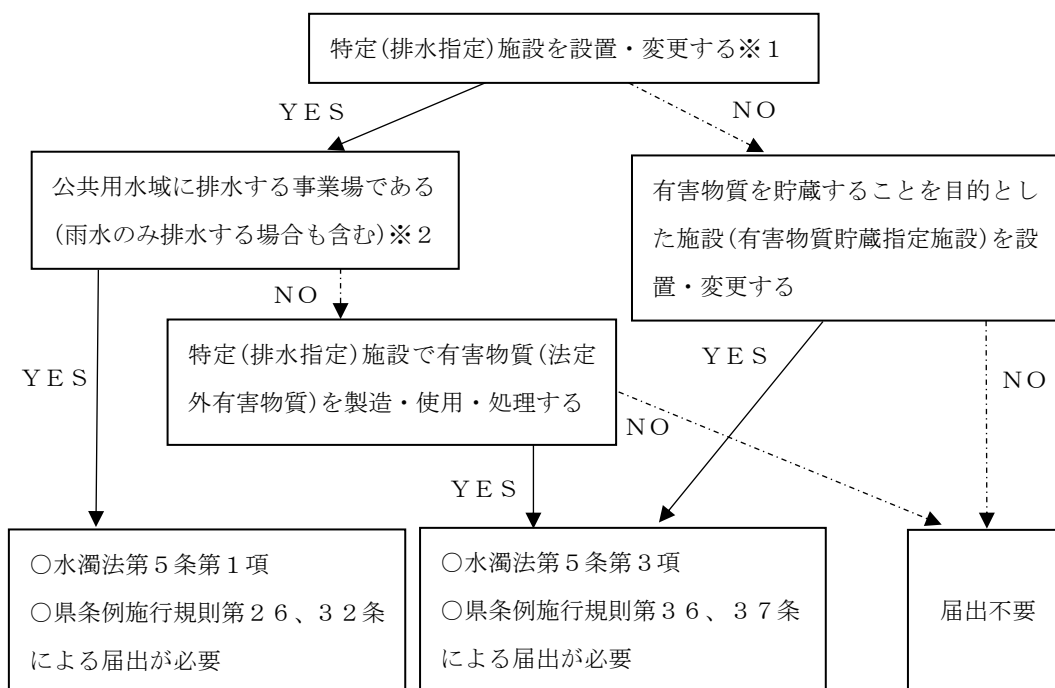 特定(排水指定)施設を設置・変更する※１
ＹＥＳ
ＮＯ
公共用水域に排水する事業場である
(雨水のみ排水する場合も含む)※２
有害物質を貯蔵することを目的とし
た施設(有害物質貯蔵指定施設)を設
置・変更する
ＮＯ
ＹＥＳ
特定(排水指定)施設で有害物質(法定
外有害物質)を製造・使用・処理する
ＹＥＳ
ＮＯ
ＮＯ
ＹＥＳ
○水濁法第５条第１項
○県条例施行規則第２６、３２条
による届出が必要
○水濁法第５条第３項
○県条例施行規則第３６、３７条
による届出が必要
届出不要